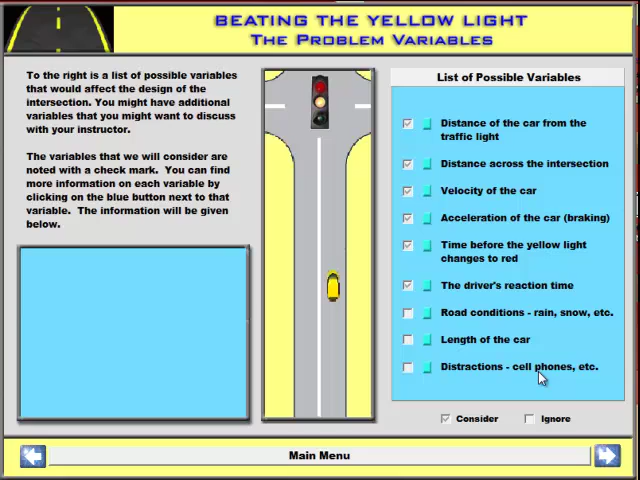 BEATING THE YELLOW LIGHT
THE PROBLEM VARIABLES
To the right is a list of possible variables
that would affect the design of the
intersection. You might have additional
variables that you might want to discuss
with your instructor.
The variables that we will consider are
noted with a check mark. You can find
more information on each variable by
clicking on the blue button next to that
variable. The information will be given
below.
List of Possible Variables
Distance of the car from the
traffic light
Distance across the intersection
Velocity of the car
Acceleration of the car (braking)
Time before the yellow light
changes to red
The driver's reaction time
Road conditions - rain, snow, etc.
Length of the car
Distractions - cell phones, etc.
Consider Ignore
Main Menu